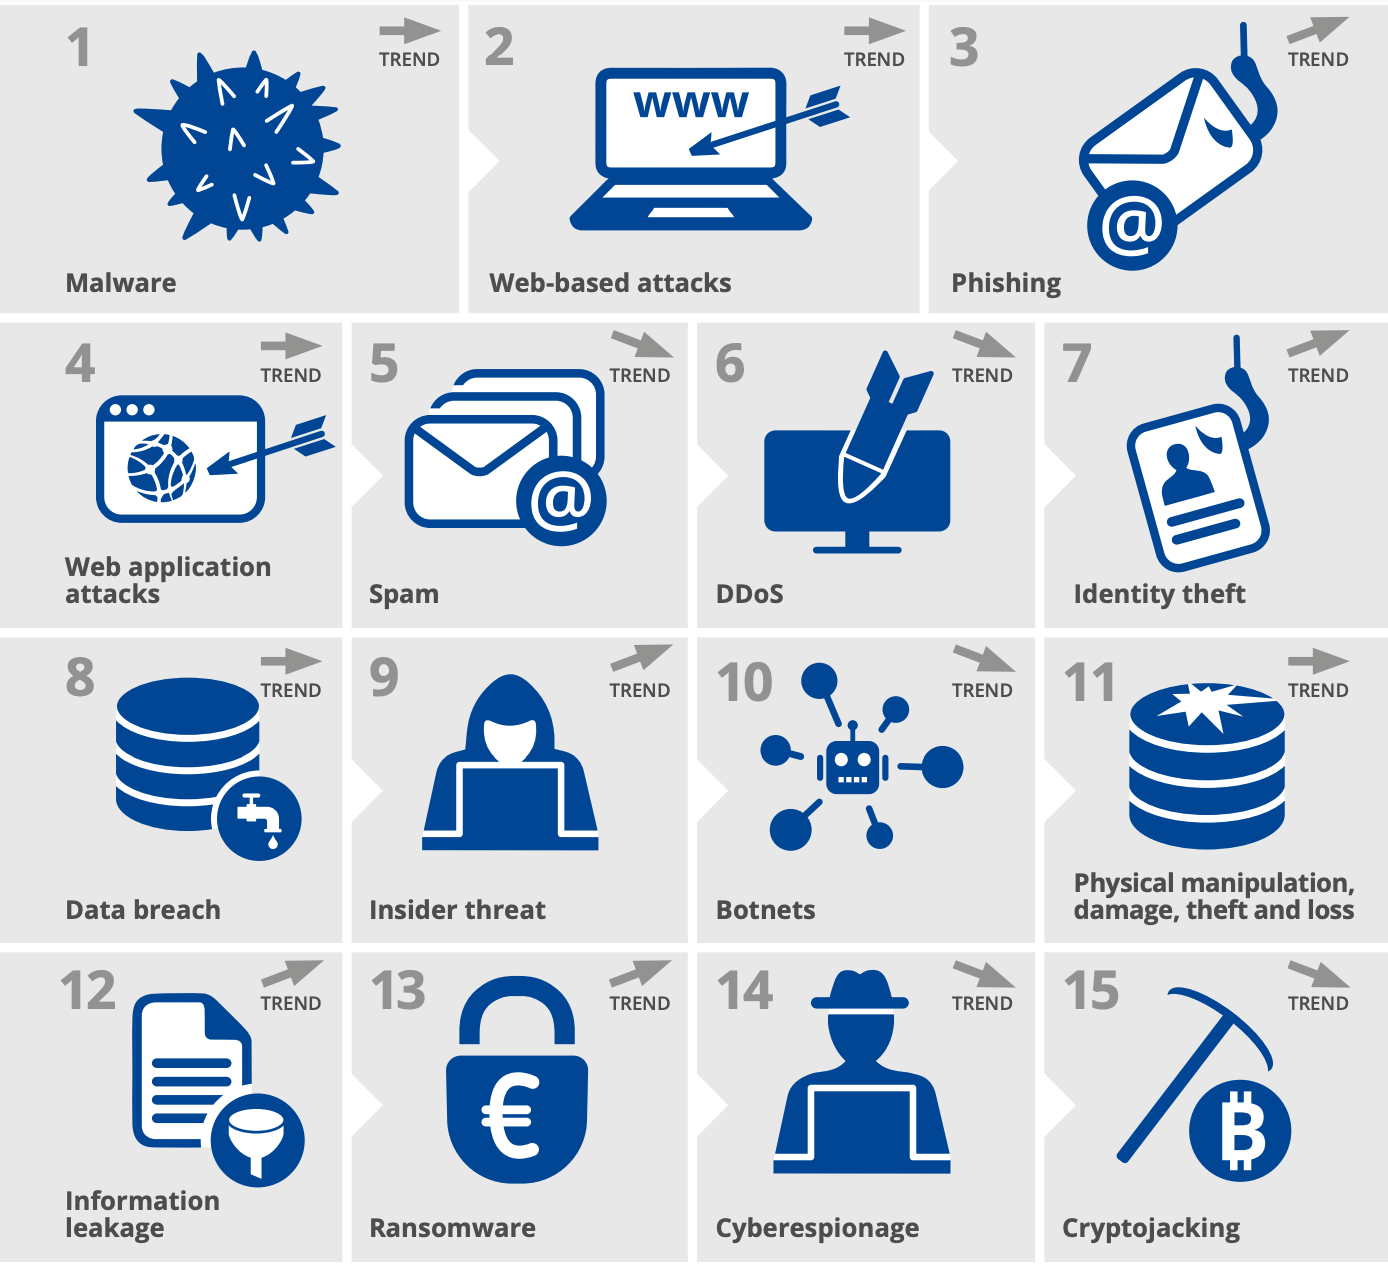 1
TREND
Malware
2
TREND
www
Web-based attacks
3
TREND
@
Phishing
4
TREND
Web application
attacks
5
TREND
@
Spam
6
TREND
DDoS
7
TREND
Identity theft
8
TREND
Data breach
9
TREND
Insider threat
10
TREND
Botnets
11
TREND
Physical manipulation,
damage, theft and loss
12
TREND
Information
leakage
13
TREND
€
Ransomware
14
TREND
Cyberespionage
15
TREND
₿
Cryptojacking